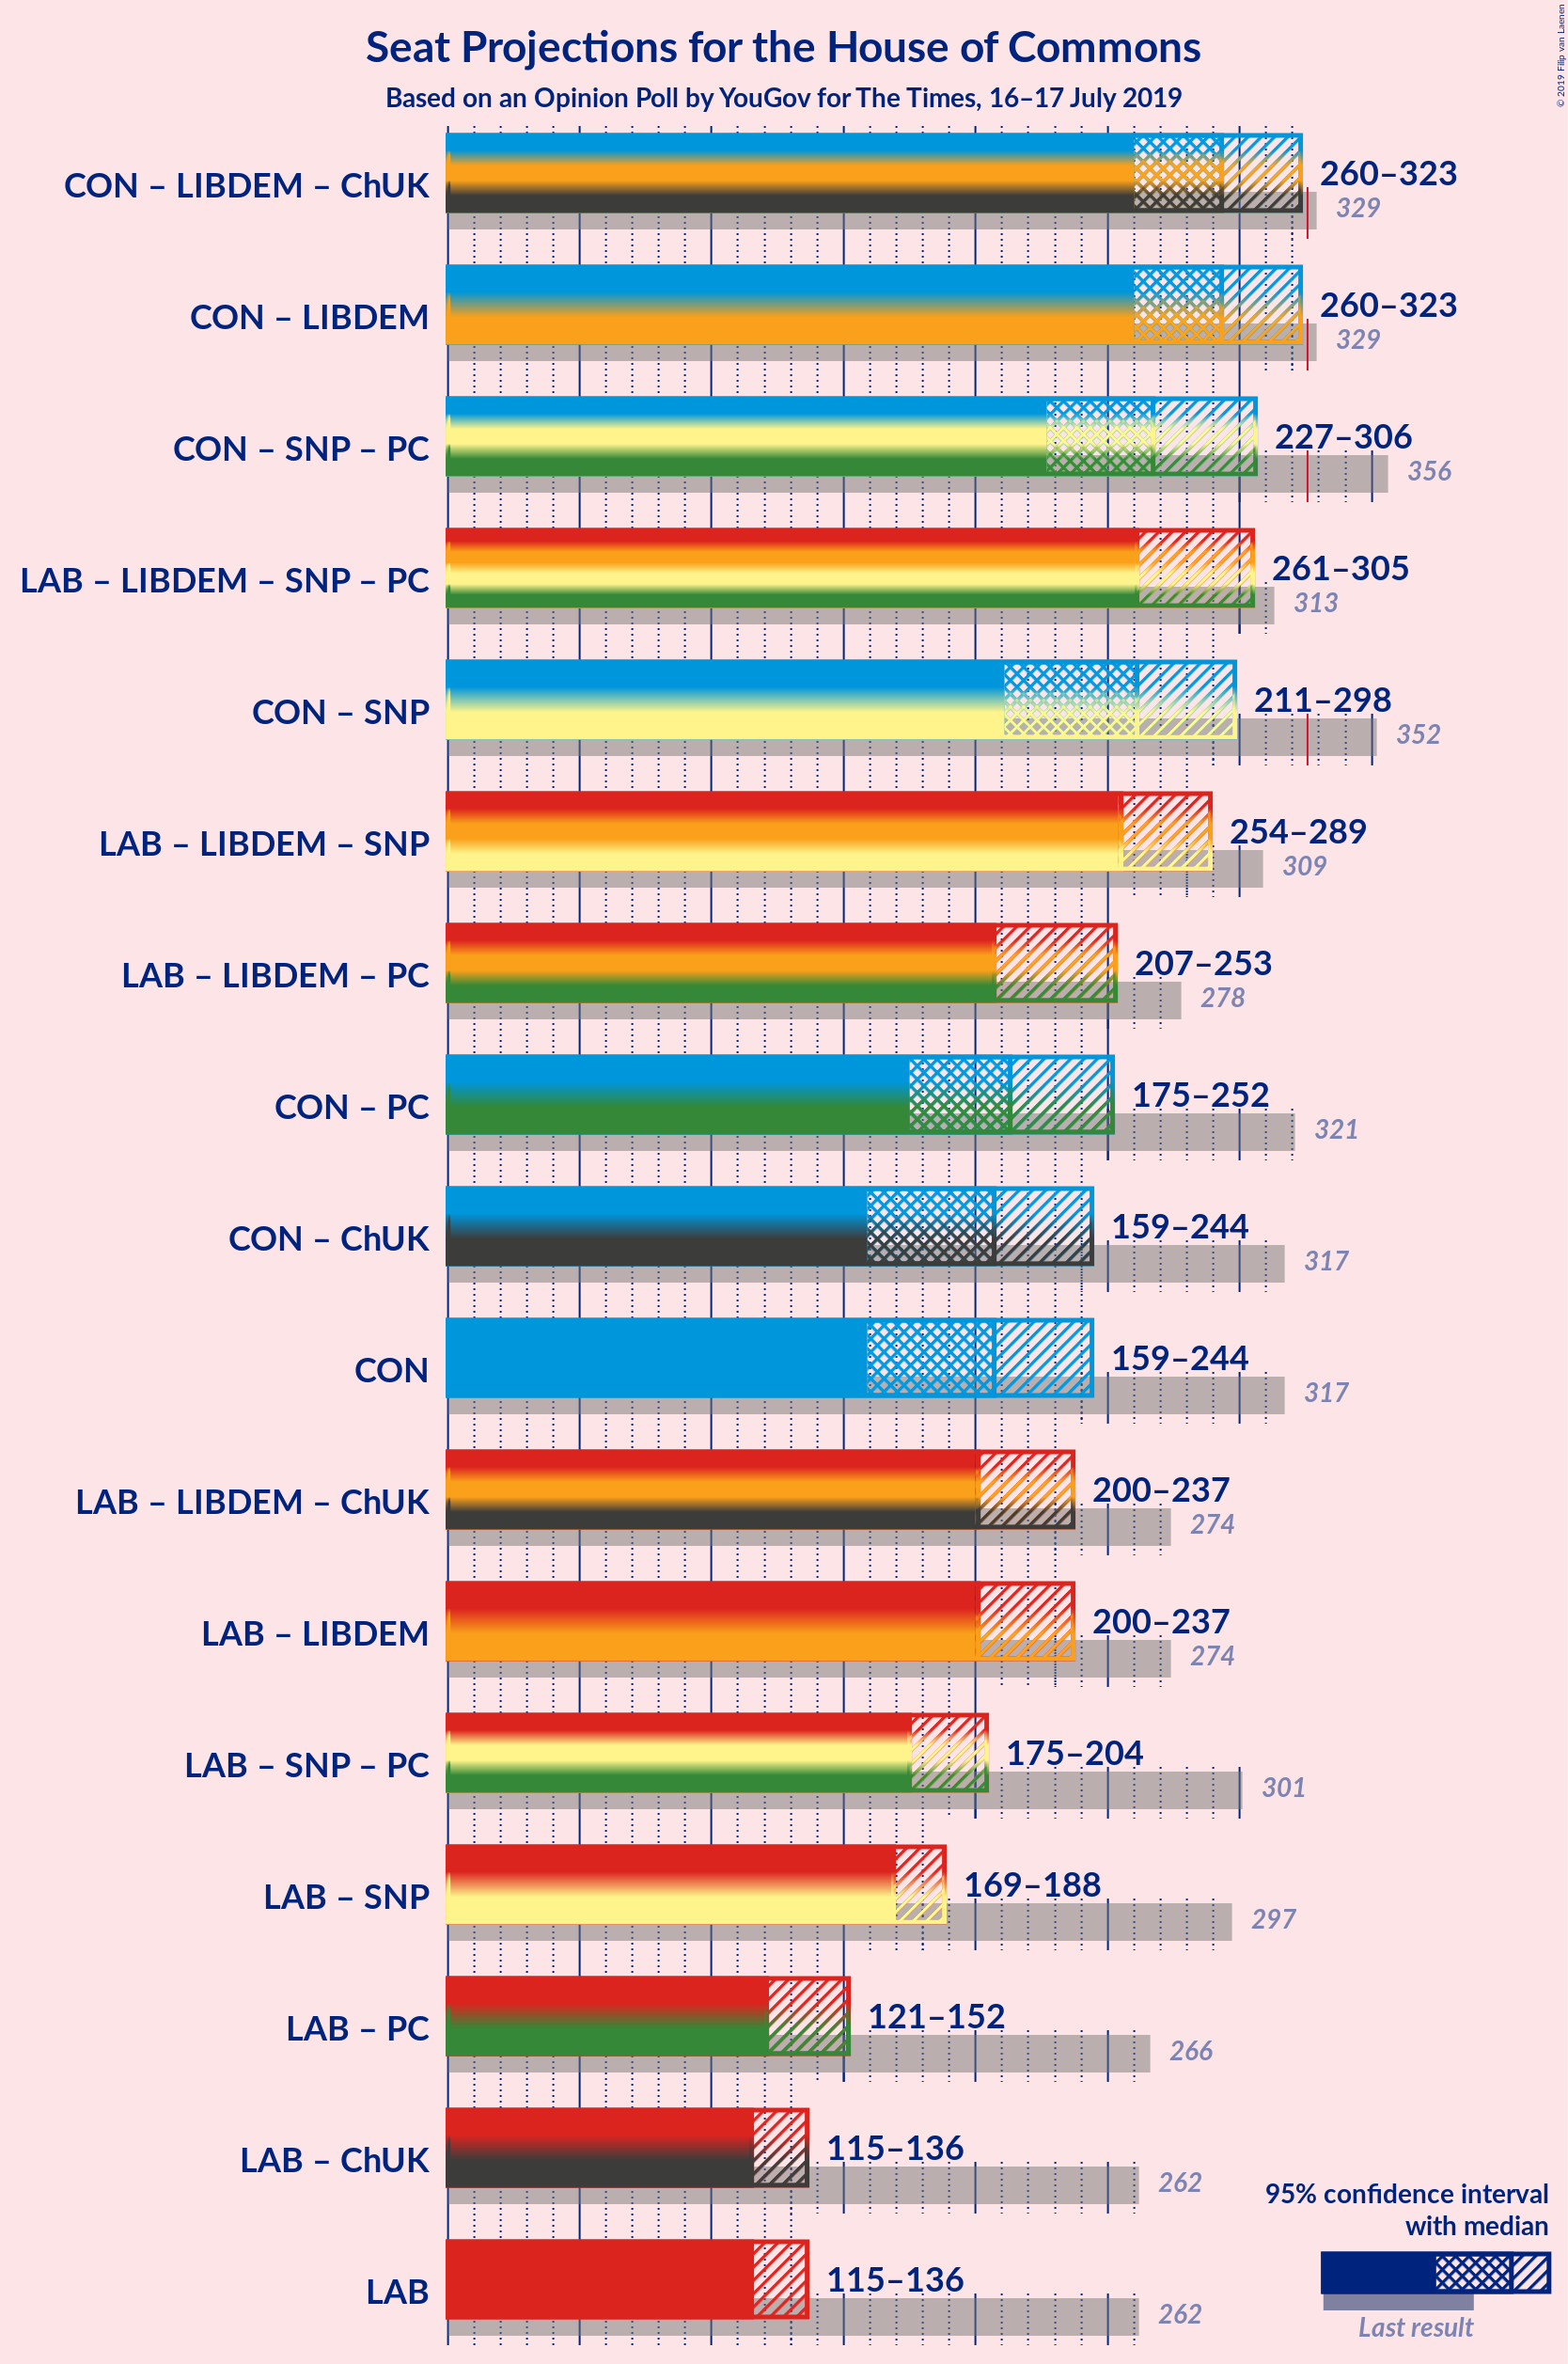 Seat Projections for the House of Commons
Based on an Opinion Poll by YouGov for The Times, 16–17 July 2019
© 2019 Filip van Laenen
CON – LIBDEM – ChUK
260–323
329
CON – LIBDEM
260–323
329
CON – SNP – PC
227–306
356
LAB – LIBDEM – SNP – PC
261–305
313
CON – SNP
211–298
352
LAB – LIBDEM – SNP
254–289
309
LAB – LIBDEM – PC
207–253
278
CON – PC
175–252
321
CON – ChUK
159–244
317
CON
159–244
317
LAB – LIBDEM – ChUK
200–237
274
LAB – LIBDEM
200–237
274
LAB – SNP – PC
175–204
301
LAB – SNP
169–188
297
LAB – PC
121–152
266
LAB – ChUK
115–136
262
LAB
115–136
262
95% confidence interval
with median
Last result